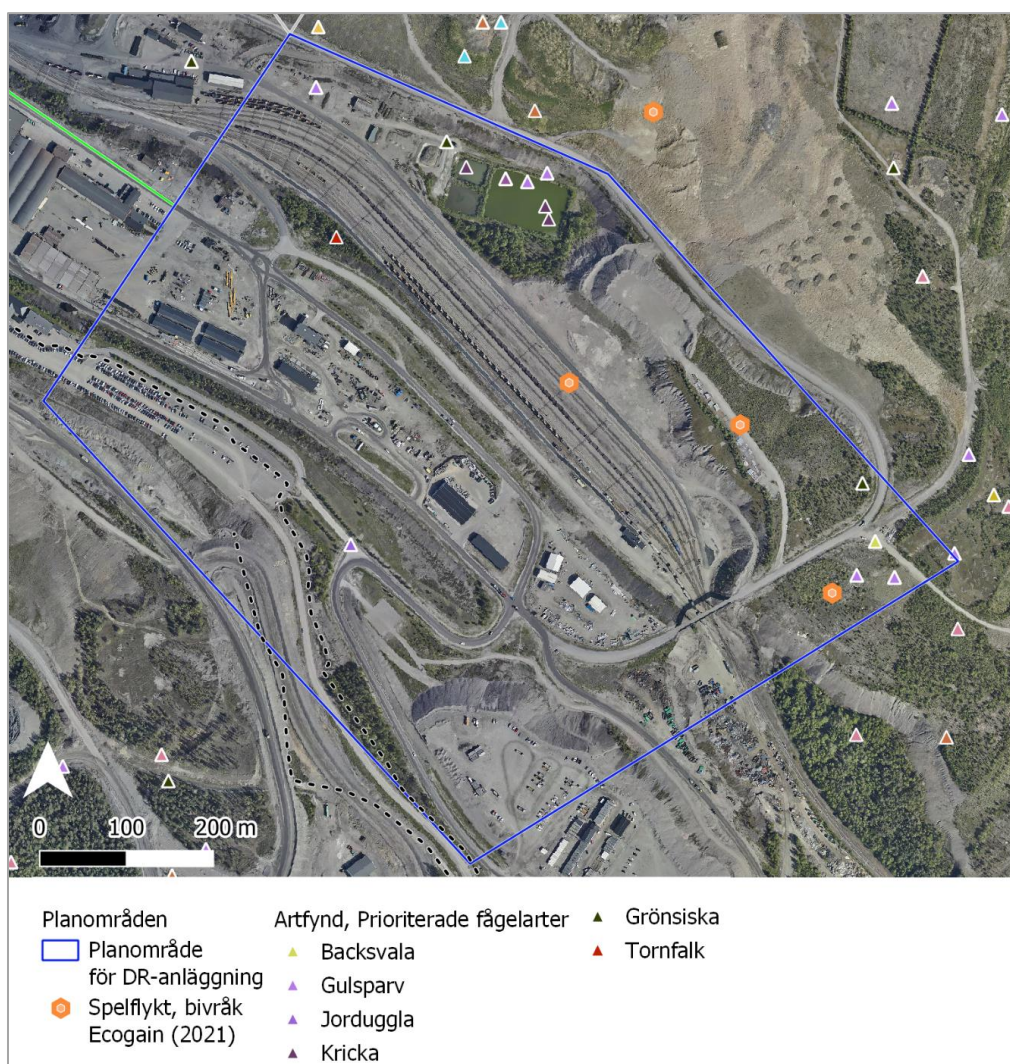 0 100 200 m
Planområden
Planområde
för DR-anläggning
Spelflykt, bivråk
Ecogain (2021)
Artfynd, Prioriterade fågelarter
Backsvala
Gulsparv
Jorduggla
Kricka
Grönsiska
Tornfalk